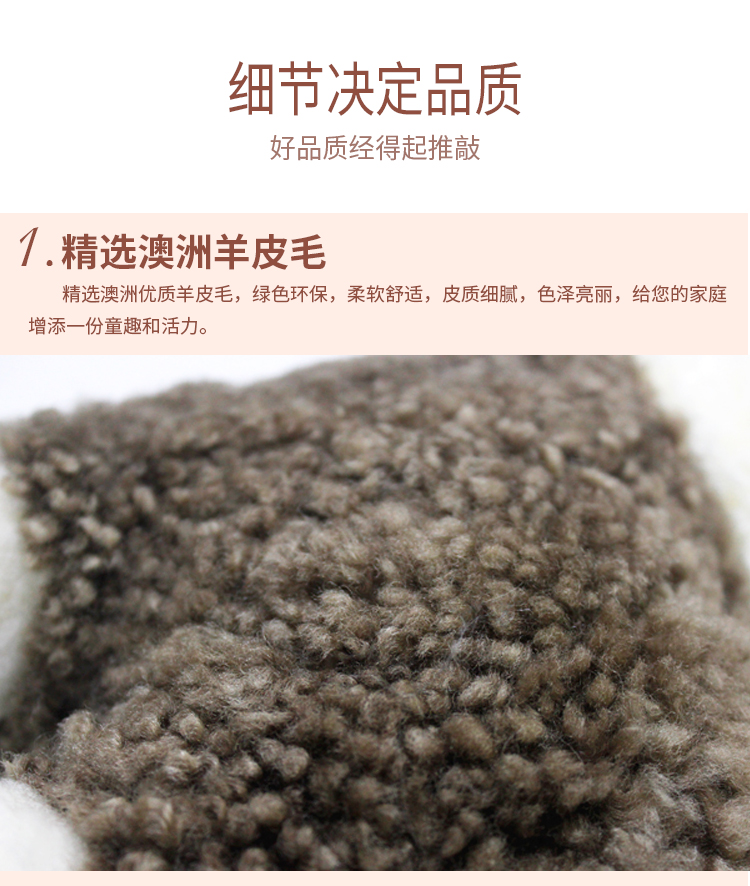 细节决定品质
好品质经得起推敲
1.精选澳洲羊皮毛
精选澳洲优质羊皮毛，绿色环保，柔软舒适，皮质细腻，色泽亮丽，给您的家庭
增添一份童趣和活力。